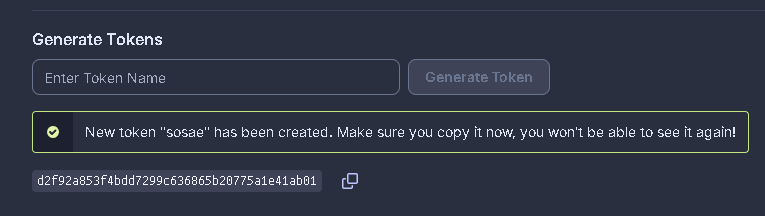 Generate Tokens
Enter Token Name
Generate Token
New token "sosae" has been created. Make sure you copy it now, you won't be able to see it again!
d2f92a853f4bdd7299c636865b20775a1e41ab01